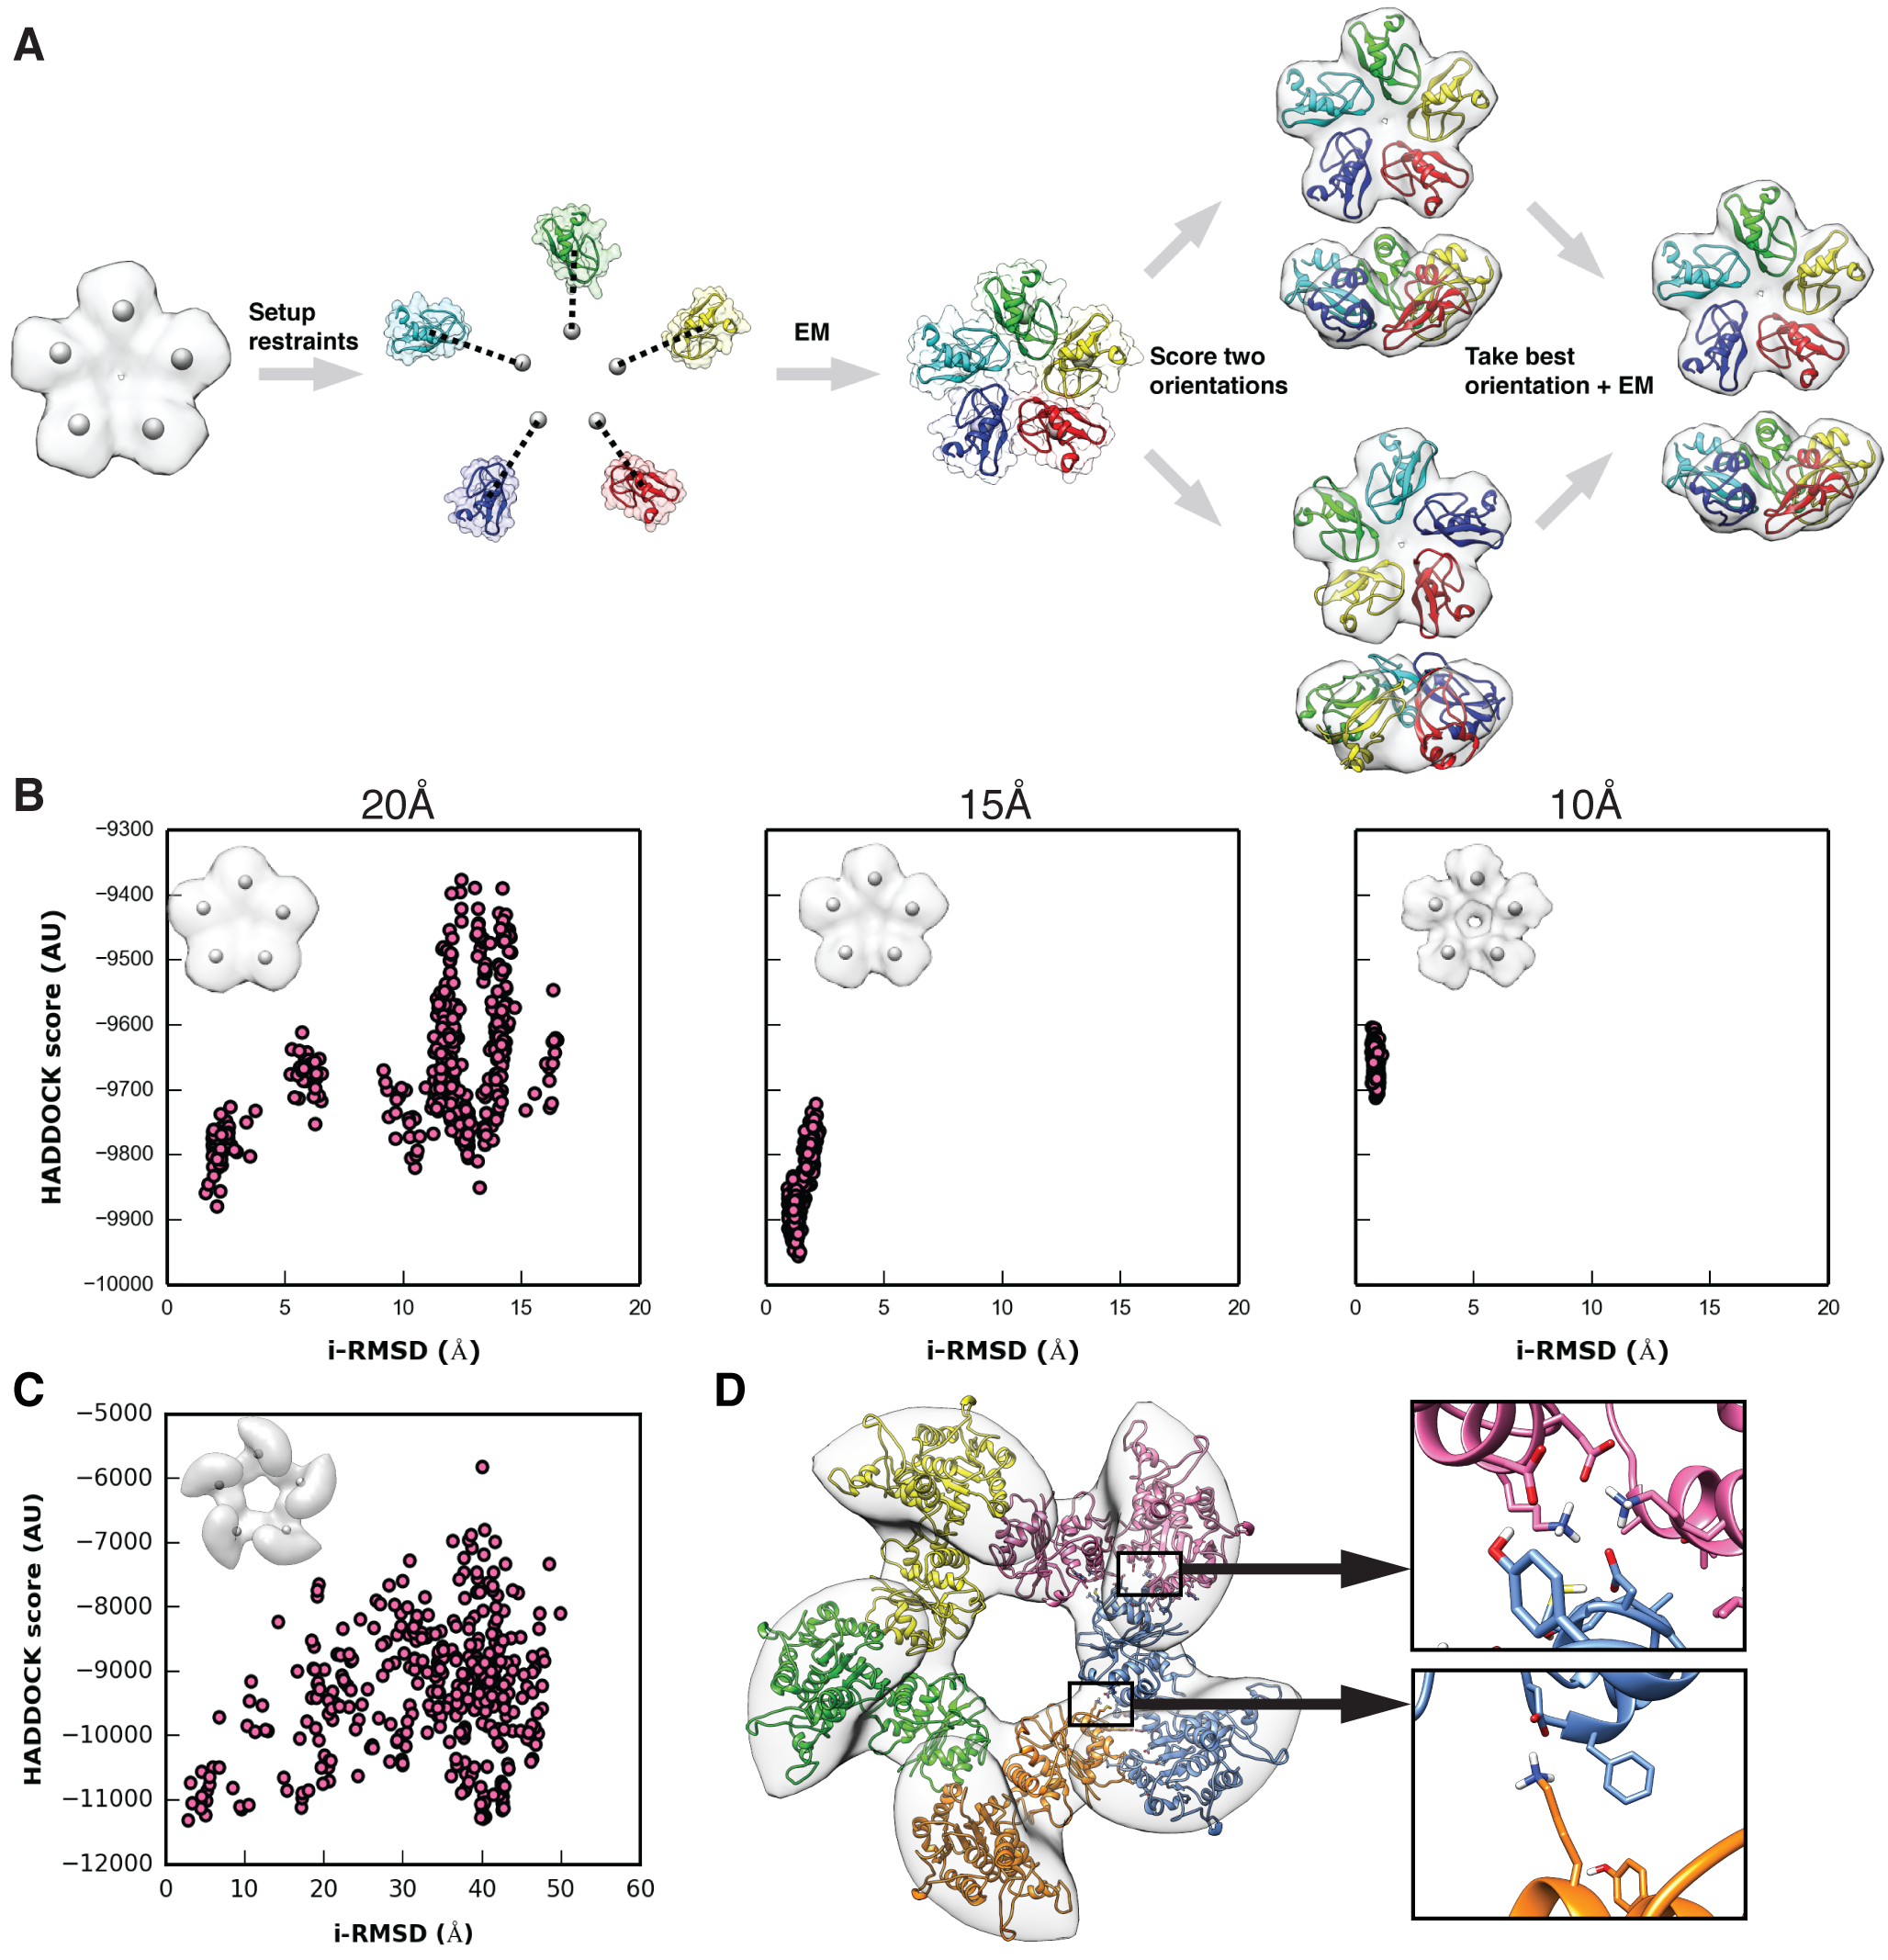 A
Setup
restraints
EM
Score two
orientations
Take best
orientation + EM
B
20Å
15Å
10Å
HADDOCK score (AU)
−9300
−9400
−9500
−9600
−9700
−9800
−9900
−10000
0 5 10 15 20
0 5 10 15 20
0 5 10 15 20
i-RMSD (Å)
i-RMSD (Å)
i-RMSD (Å)
C
HADDOCK score (AU)
−5000
−6000
−7000
−8000
−9000
−10000
−11000
−12000
0 10 20 30 40 50 60
i-RMSD (Å)
D